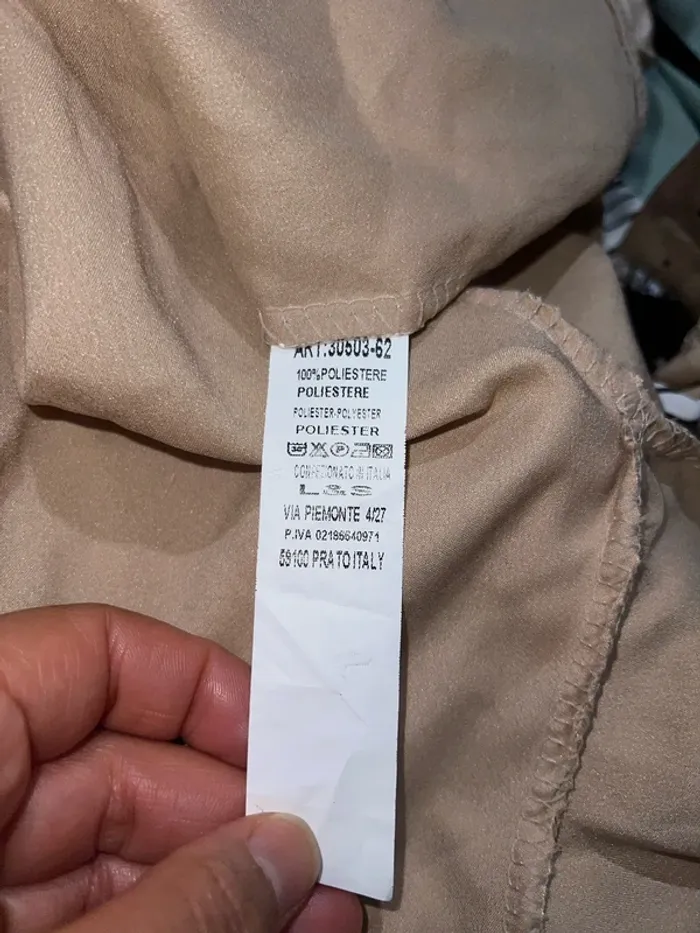 ART:30503-62
100%POLIESTERE
POLIESTERE
POLIESTER-POLYESTER
POLIESTER
30 P
CONFEZIONATO IN ITALIA
L&S
VIA PIEMONTE 4/27
P.IVA 02186640971
59100 PRATO ITALY